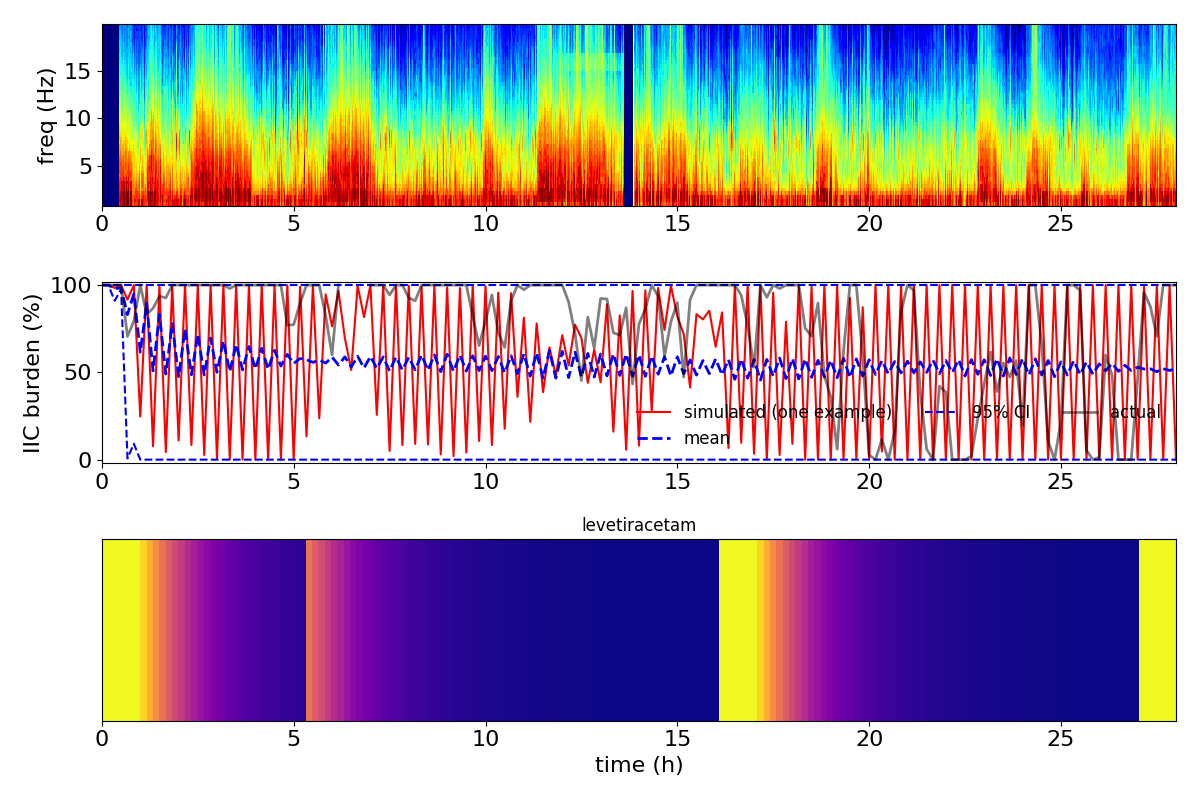 freq (Hz)
15
10
5
0 5 10 15 20 25
IIC burden (%)
100
50
0
simulated (one example) 95% CI actual
mean
0 5 10 15 20 25
levetiracetam
0 5 10 15 20 25
time (h)